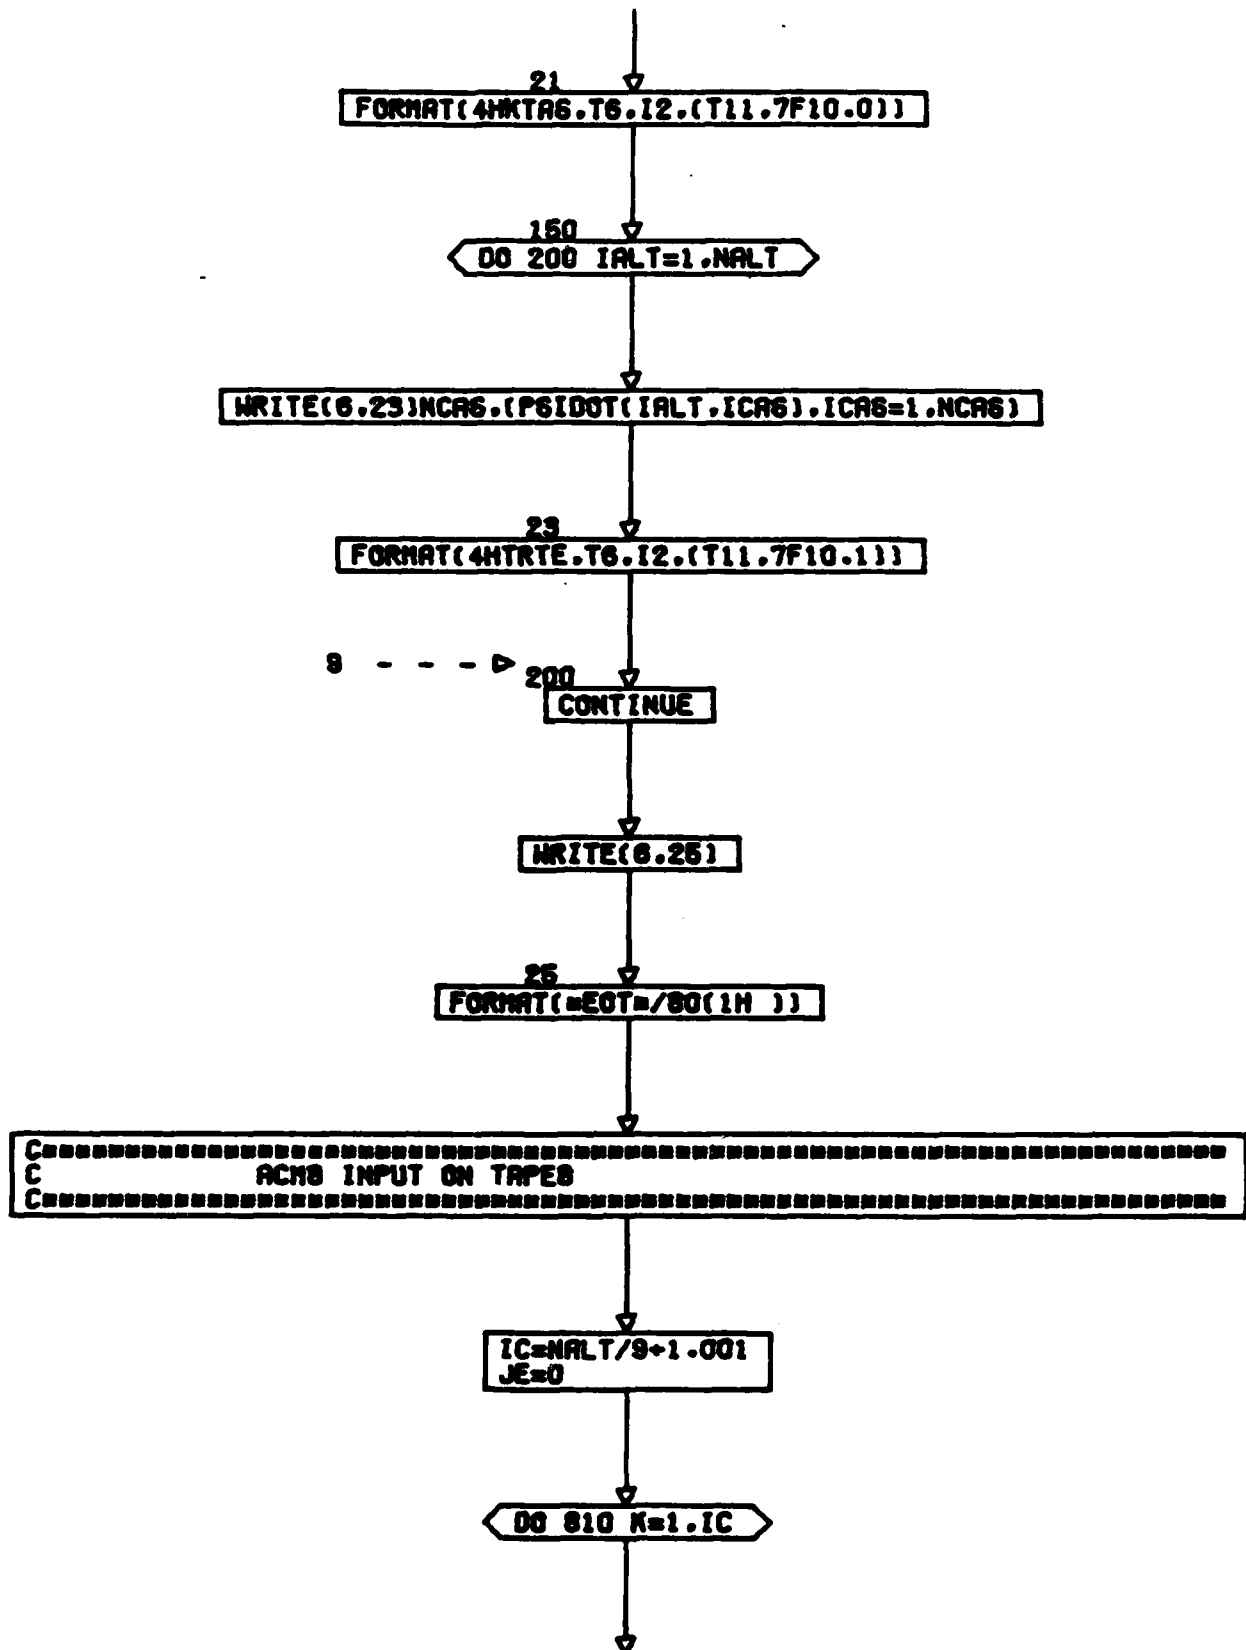 21
FORMAT(4HKTAS,T6,I2,(T11,7F10.0))
150
DO 200 IALT=1,NALT
WRITE(6,23)NCAS,(PSIDOT(IALT,ICAS),ICAS=1,NCAS)
23
FORMAT(4HTRTE,T6,I2,(T11,7F10.1))
- - - ▷
200
CONTINUE
WRITE(6,25)
25
FORMAT(*EOT*/80(1H ))
C***********************************************************************
C ACMS INPUT ON TAPE8
C***********************************************************************
IC=NALT/9+1.001
JE=0
DO 810 K=1,IC